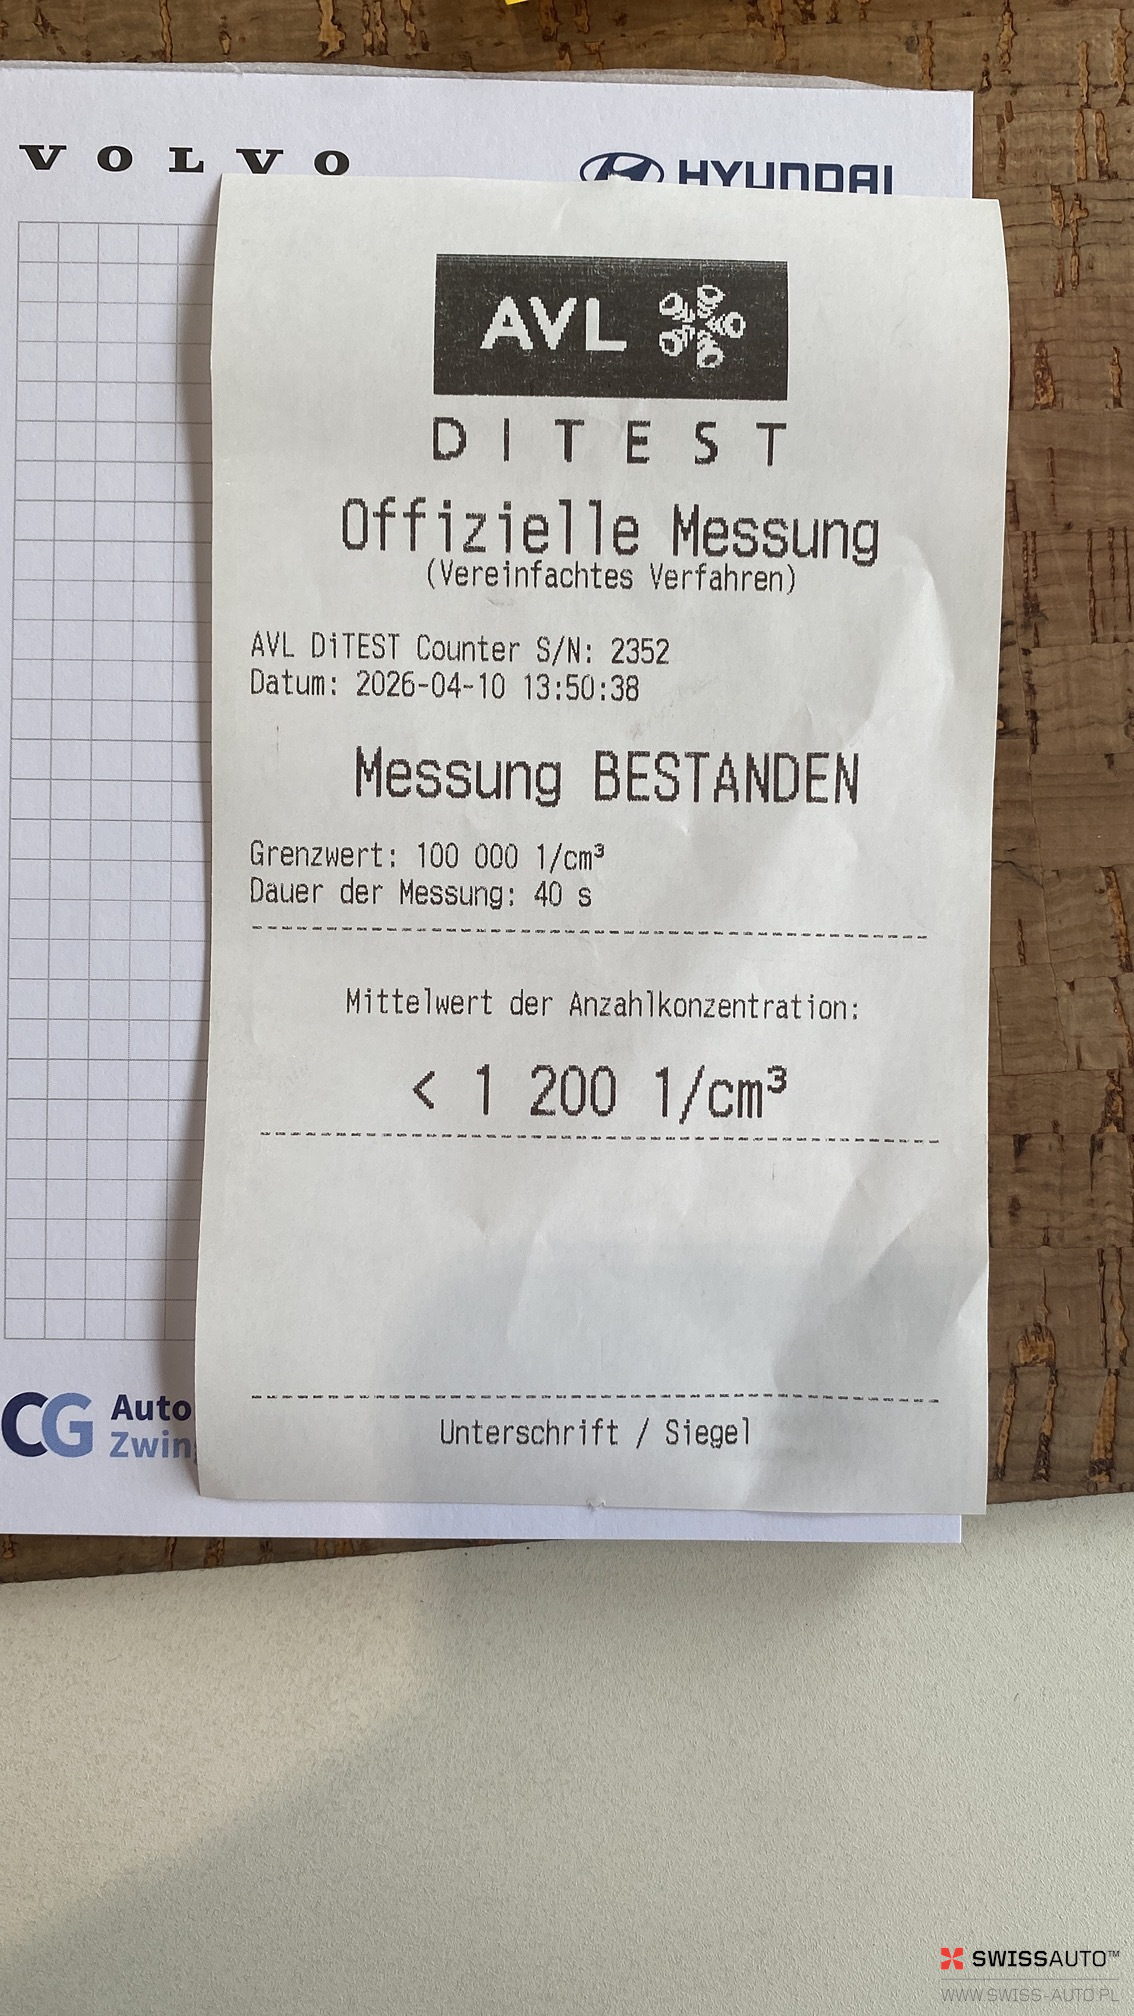 VOLVO
HYUNDAI
AVL
DITEST
Offizielle Messung
(Vereinfachtes Verfahren)
AVL DiTEST Counter S/N: 2352
Datum: 2026-04-10 13:50:38
Messung BESTANDEN
Grenzwert: 100 000 1/cm³
Dauer der Messung: 40 s
Mittelwert der Anzahlkonzentration:
< 1 200 1/cm³
Unterschrift / Siegel
CG Auto
Zwin
SWISSAUTO™
WWW.SWISS-AUTO.PL